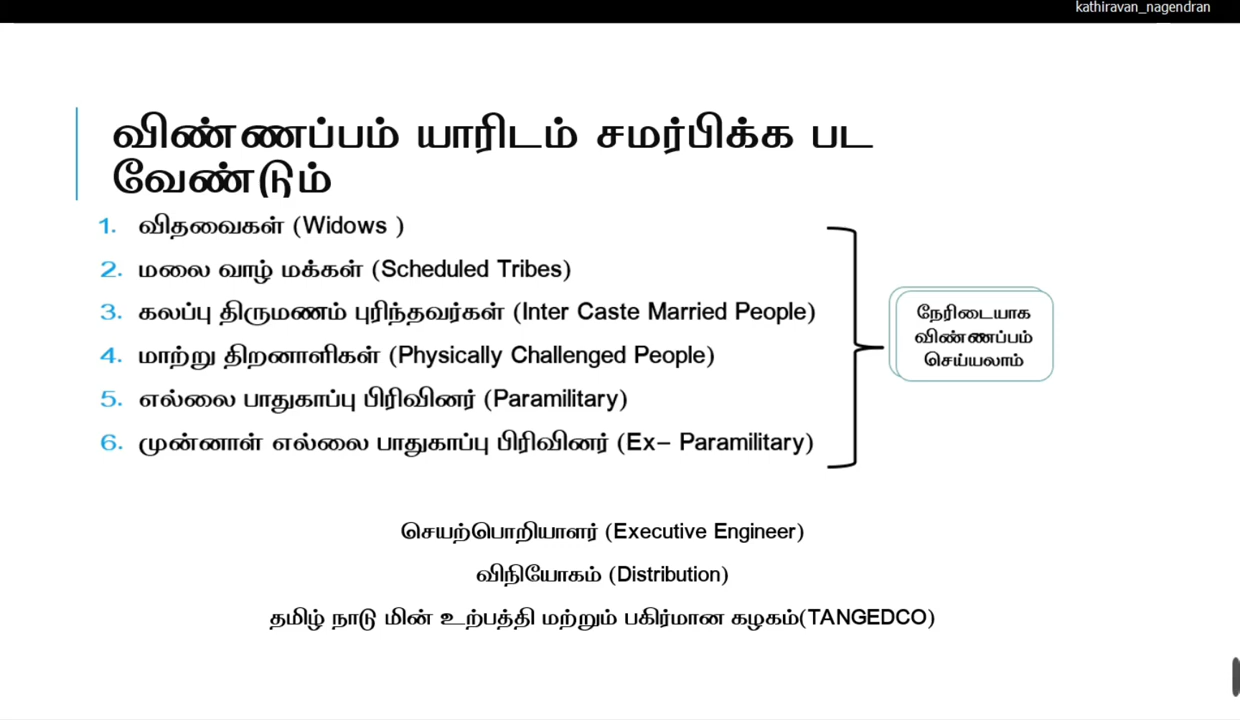 kathiravan_nagendran
விண்ணப்பம் யாரிடம் சமர்பிக்க பட
வேண்டும்
1. விதவைகள் (Widows )
2. மலை வாழ் மக்கள் (Scheduled Tribes)
3. கலப்பு திருமணம் புரிந்தவர்கள் (Inter Caste Married People)
4. மாற்று திறனாளிகள் (Physically Challenged People)
5. எல்லை பாதுகாப்பு பிரிவினர் (Paramilitary)
6. முன்னாள் எல்லை பாதுகாப்பு பிரிவினர் (Ex– Paramilitary)
நேரிடையாக
விண்ணப்பம்
செய்யலாம்
செயற்பொறியாளர் (Executive Engineer)
விநியோகம் (Distribution)
தமிழ் நாடு மின் உற்பத்தி மற்றும் பகிர்மான கழகம்(TANGEDCO)